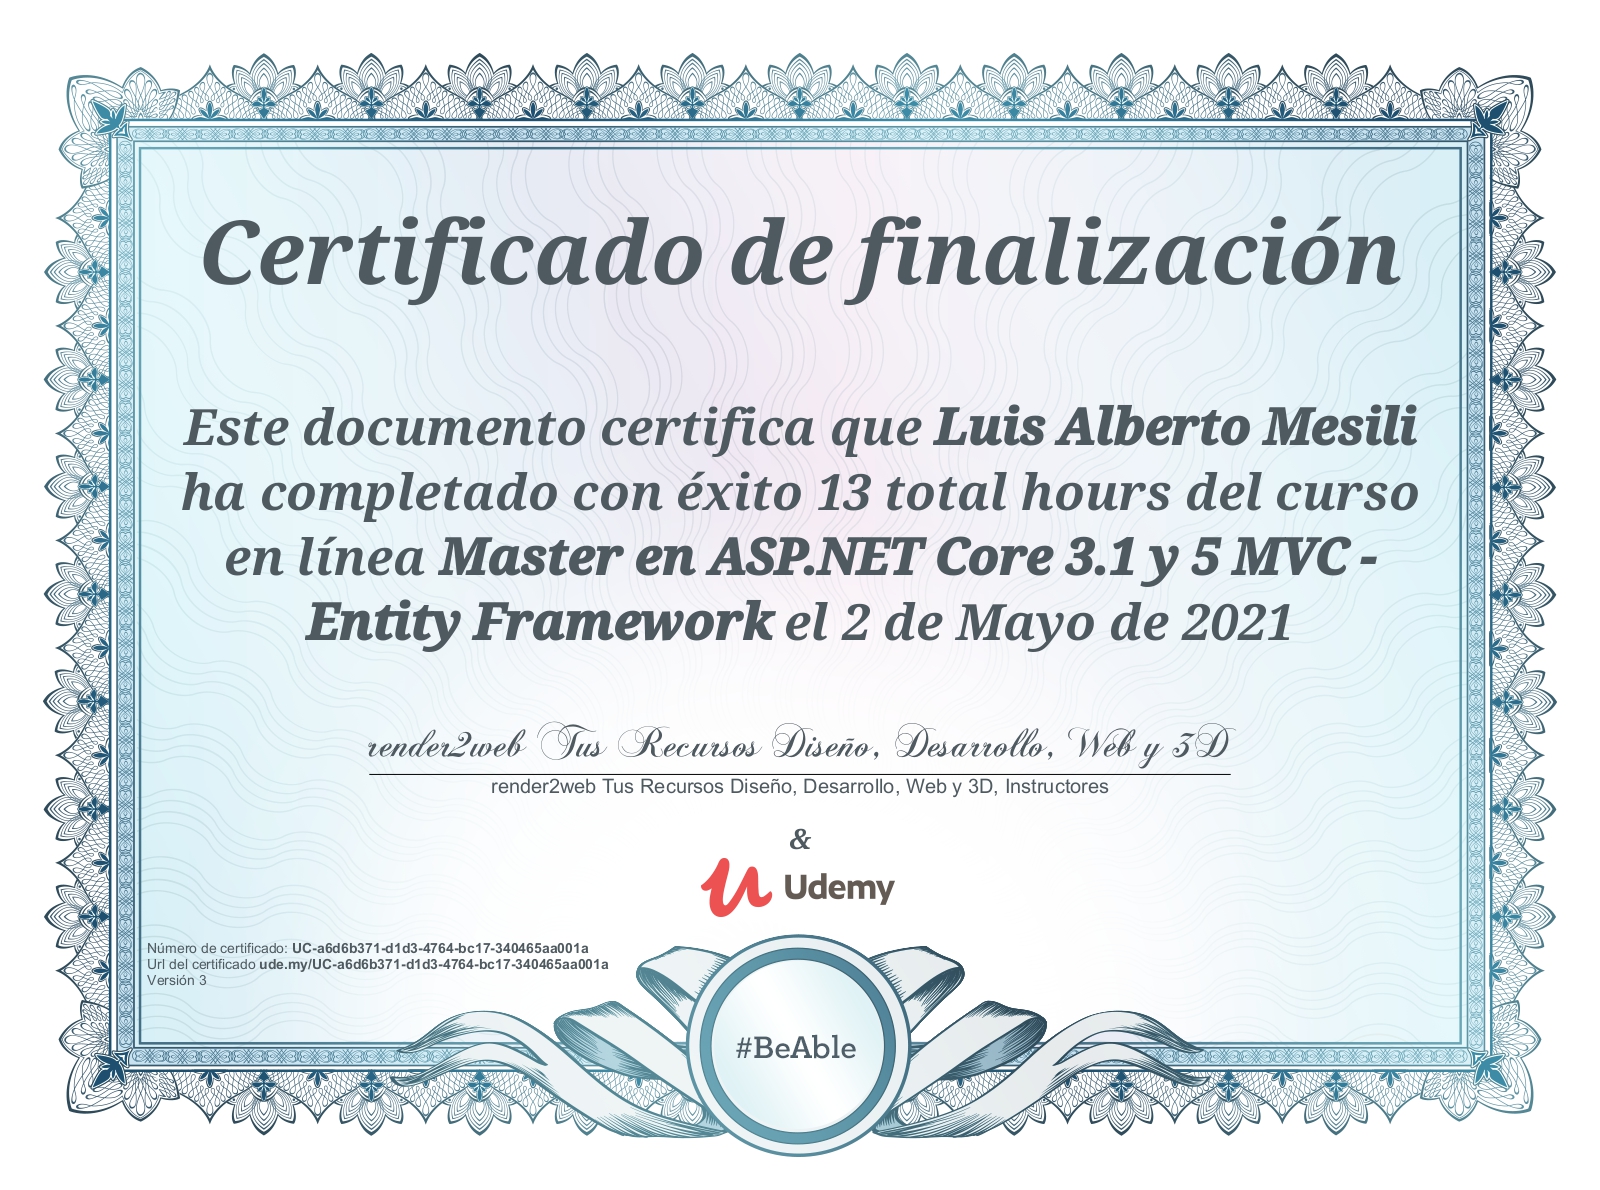 Certificado de finalización
Este documento certifica que Luis Alberto Mesili
ha completado con éxito 13 total hours del curso
en línea Master en ASP.NET Core 3.1 y 5 MVC -
Entity Framework el 2 de Mayo de 2021
render2web Tus Recursos Diseño, Desarrollo, Web y 3D
render2web Tus Recursos Diseño, Desarrollo, Web y 3D, Instructores
&
Udemy
Número de certificado: UC-a6d6b371-d1d3-4764-bc17-340465aa001a
Url del certificado ude.my/UC-a6d6b371-d1d3-4764-bc17-340465aa001a
Versión 3
#BeAble